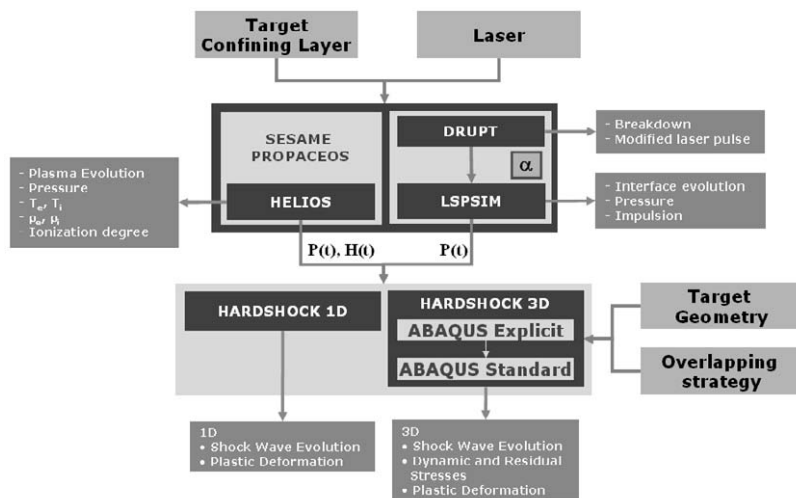 Target
Confining Layer
Laser
SESAME
PROPACEOS
HELIOS
DRUPT
α
LSPSIM
- Breakdown
- Modified laser pulse
- Plasma Evolution
- Pressure
- Te, Ti
- μe, μi
- Ionization degree
- Interface evolution
- Pressure
- Impulsion
P(t), H(t)
P(t)
HARDSHOCK 1D
HARDSHOCK 3D
ABAQUS Explicit
ABAQUS Standard
Target
Geometry
Overlapping
strategy
1D
• Shock Wave Evolution
• Plastic Deformation
3D
• Shock Wave Evolution
• Dynamic and Residual
Stresses
• Plastic Deformation